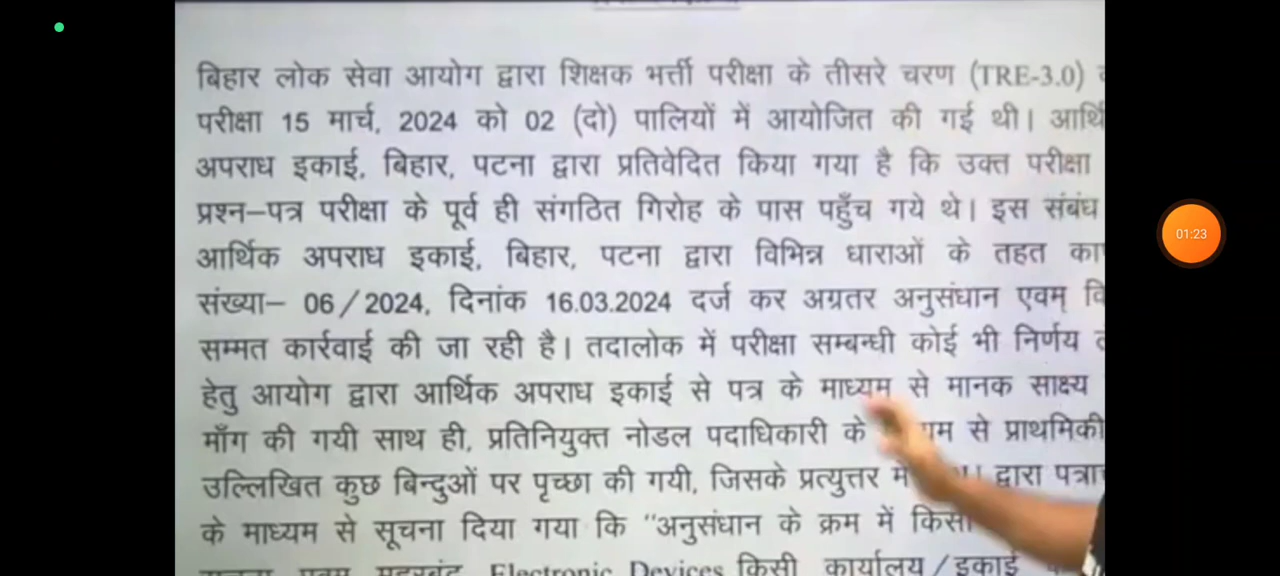 बिहार लोक सेवा आयोग द्वारा शिक्षक भर्त्ती परीक्षा के तीसरे चरण (TRE-3.0)
परीक्षा 15 मार्च, 2024 को 02 (दो) पालियों में आयोजित की गई थी। आर्थि
अपराध इकाई, बिहार, पटना द्वारा प्रतिवेदित किया गया है कि उक्त परीक्षा
प्रश्न–पत्र परीक्षा के पूर्व ही संगठित गिरोह के पास पहुँच गये थे। इस संबंध
आर्थिक अपराध इकाई, बिहार, पटना द्वारा विभिन्न धाराओं के तहत
संख्या– 06/2024, दिनांक 16.03.2024 दर्ज कर अग्रतर अनुसंधान एवम्
सम्मत कार्रवाई की जा रही है। तदालोक में परीक्षा सम्बन्धी कोई भी निर्णय
हेतु आयोग द्वारा आर्थिक अपराध इकाई से पत्र के माध्यम से मानक साक्ष्य
माँग की गयी साथ ही, प्रतिनियुक्त नोडल पदाधिकारी के से प्राथमिकी
उल्लिखित कुछ बिन्दुओं पर पृच्छा की गयी, जिसके प्रत्युत्तर में द्वारा
के माध्यम से सूचना दिया गया कि "अनुसंधान के क्रम में
Electronic Devices किसी कार्यालय/इकाई
01:23